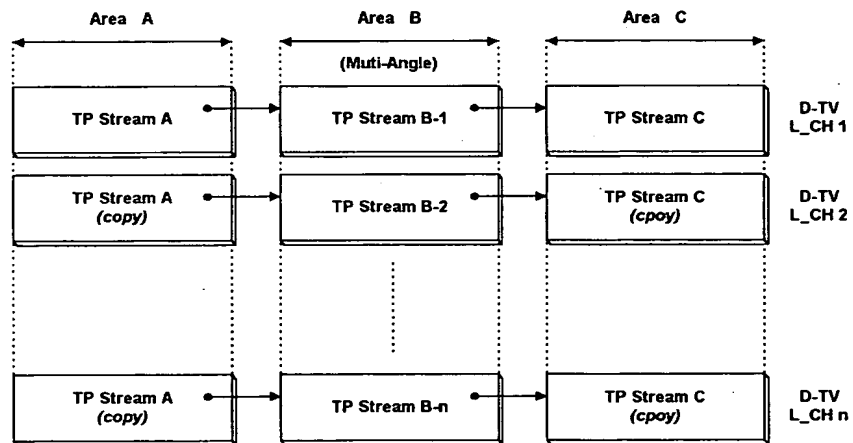 Area A
Area B
Area C
(Muti-Angle)
TP Stream A
TP Stream B-1
TP Stream C
D-TV
L_CH 1
TP Stream A
(copy)
TP Stream B-2
TP Stream C
(cpoy)
D-TV
L_CH 2
TP Stream A
(copy)
TP Stream B-n
TP Stream C
(cpoy)
D-TV
L_CH n